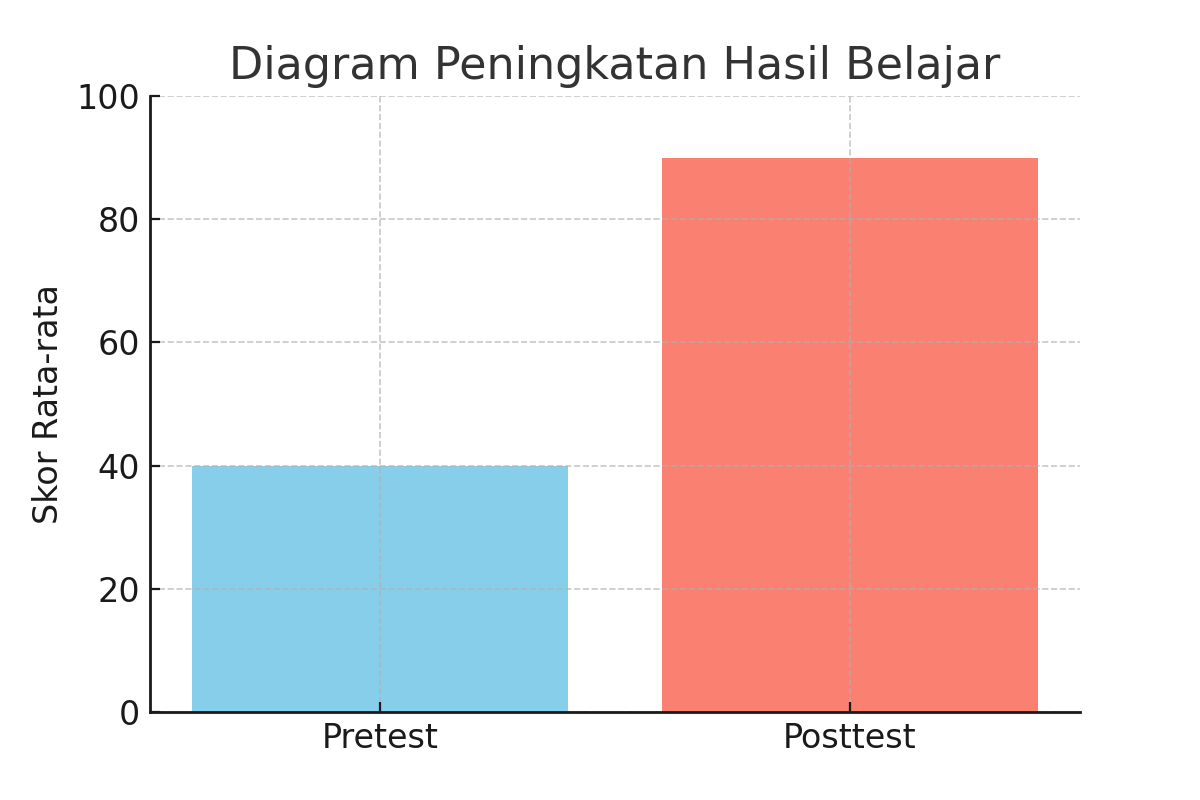 Diagram Peningkatan Hasil Belajar
100
80
60
40
20
0
Skor Rata-rata
Pretest
Posttest